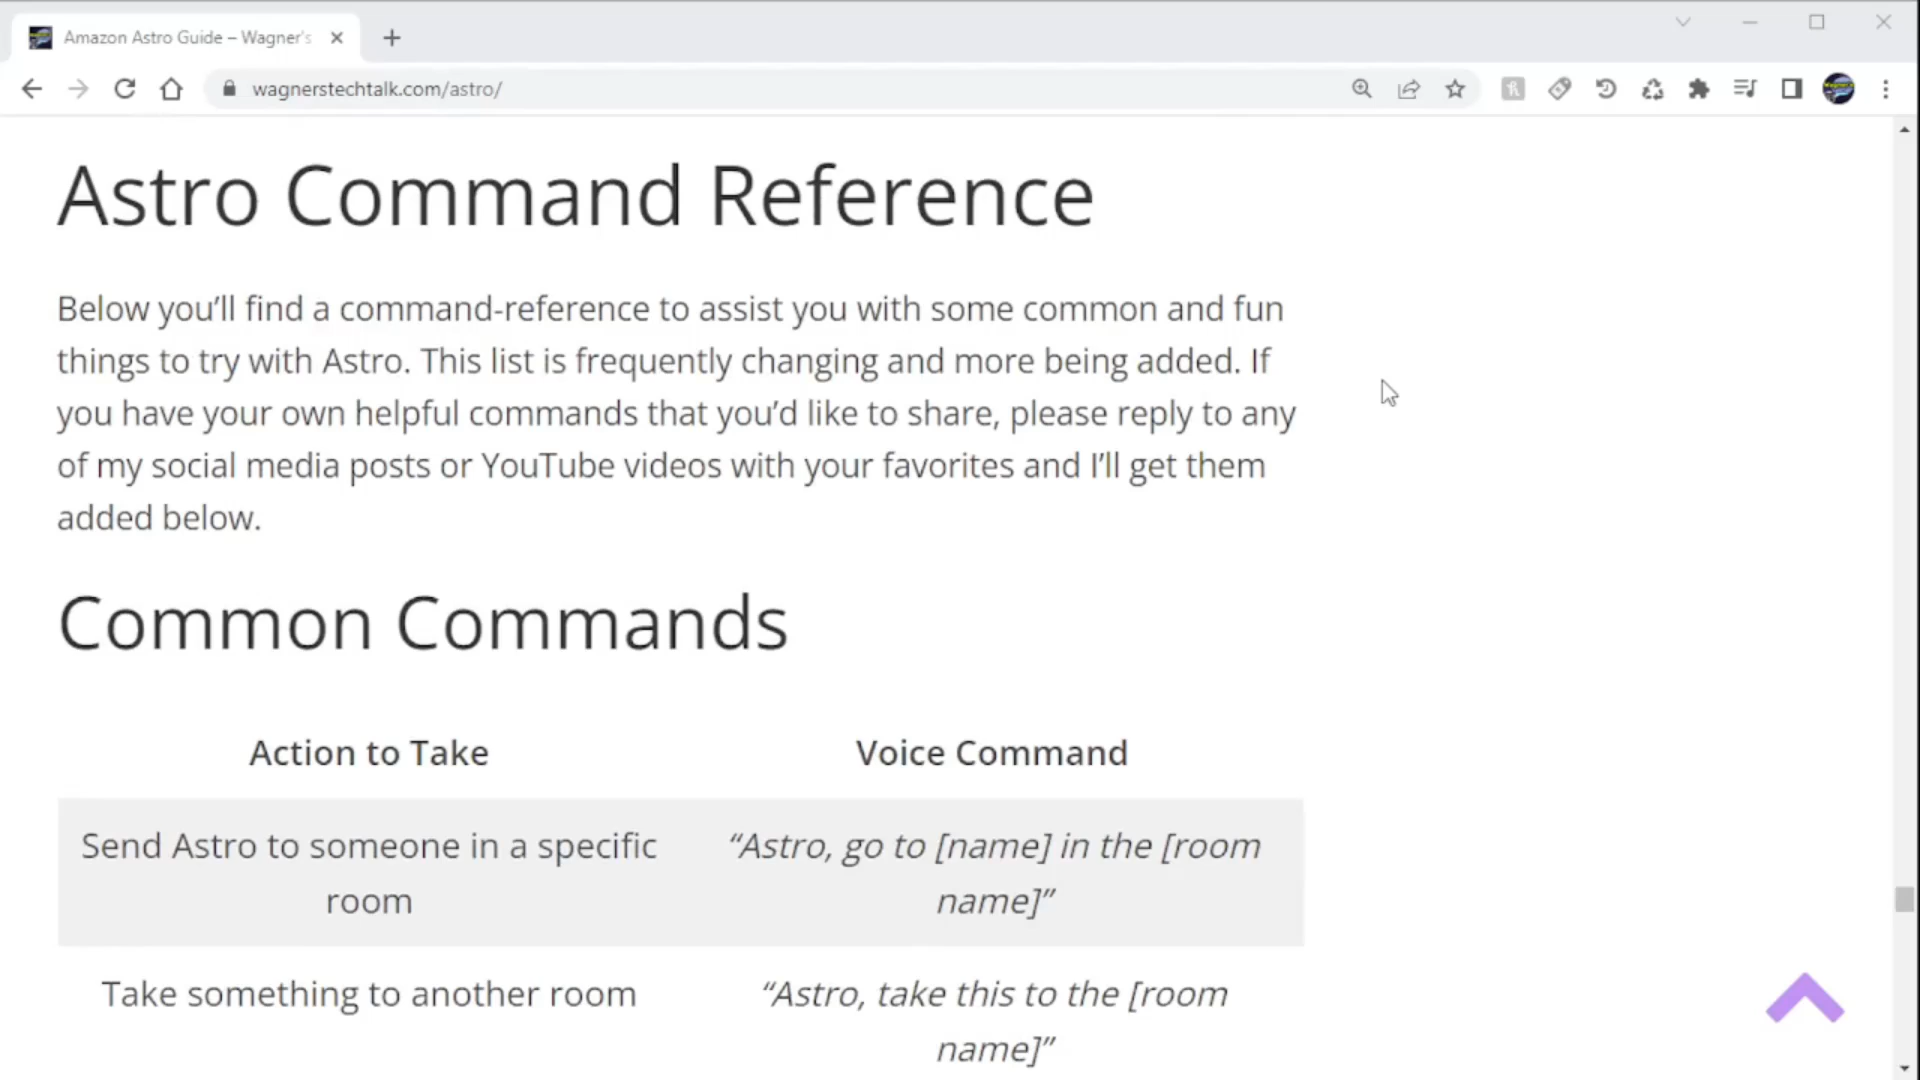 Amazon Astro Guide – Wagner's
wagnerstechtalk.com/astro/
Astro Command Reference
Below you’ll find a command-reference to assist you with some common and fun
things to try with Astro. This list is frequently changing and more being added. If
you have your own helpful commands that you’d like to share, please reply to any
of my social media posts or YouTube videos with your favorites and I’ll get them
added below.
Common Commands
Action to Take
Voice Command
Send Astro to someone in a specific
room
“Astro, go to [name] in the [room
name]”
Take something to another room
“Astro, take this to the [room
name]”